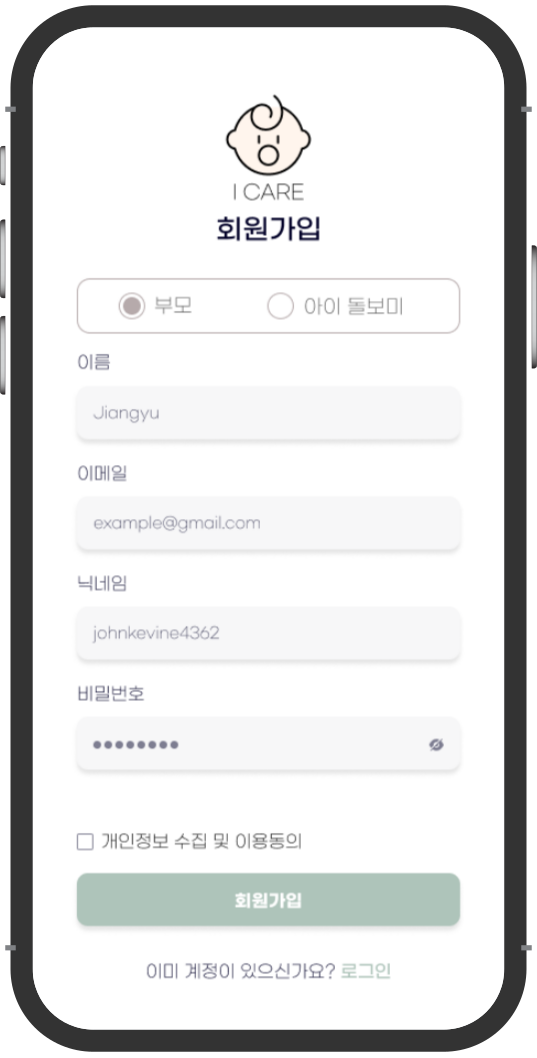 I CARE
회원가입
부모 아이 돌보미
이름
Jiangyu
이메일
example@gmail.com
닉네임
johnkevine4362
비밀번호
••••••••
개인정보 수집 및 이용동의
회원가입
이미 계정이 있으신가요? 로그인